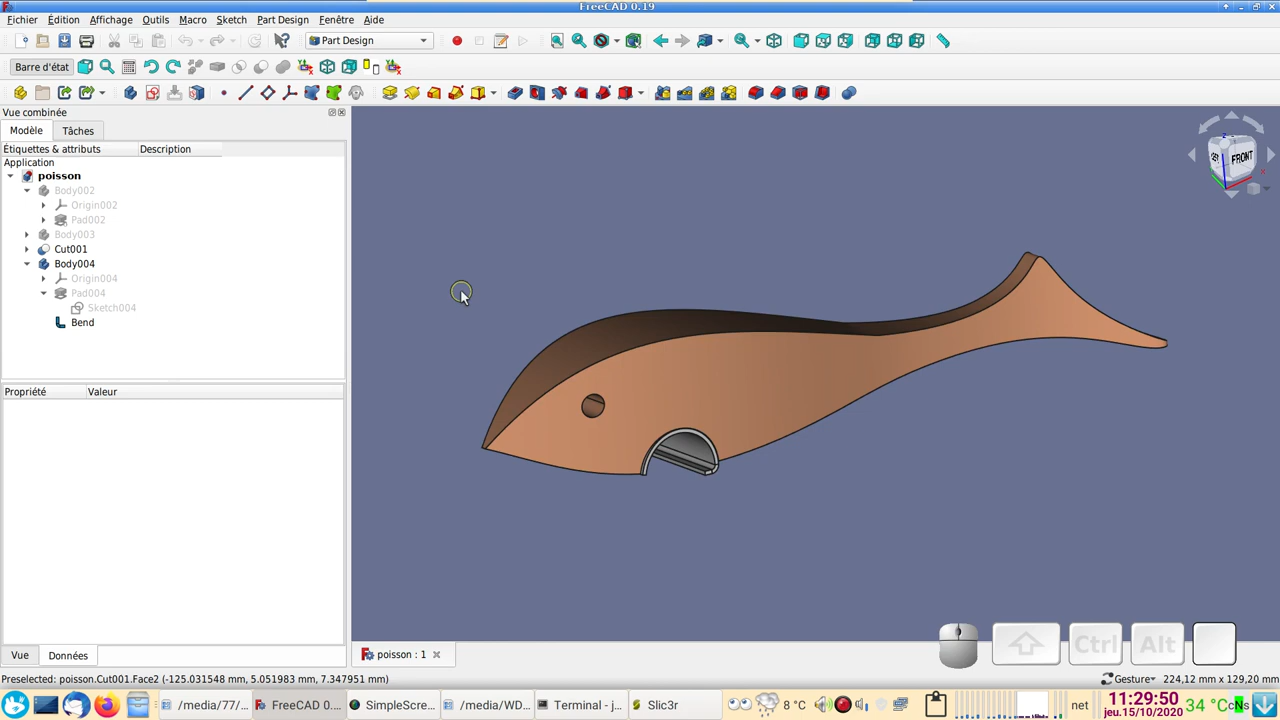 FreeCAD 0.19
Fichier Édition Affichage Outils Macro Sketch Part Design Fenêtre Aide
Part Design
Barre d'état
Vue combinée
Modèle Tâches
Étiquettes & attributs Description
Application
poisson
Body002
Origin002
Pad002
Body003
Cut001
Body004
Origin004
Pad004
Sketch004
Bend
Propriété Valeur
FRONT
Vue Données
poisson : 1
Ctrl Alt
Preselected: poisson.Cut001.Face2 (-125.031548 mm, 5.051983 mm, 7.347951 mm)
Gesture 224,12 mm x 129,20 mm
/media/77/... FreeCAD 0.... SimpleScre... /media/WD... Terminal - j... Slic3r
8 °C
net
11:29:50
jeu.15/10/2020
34 °C